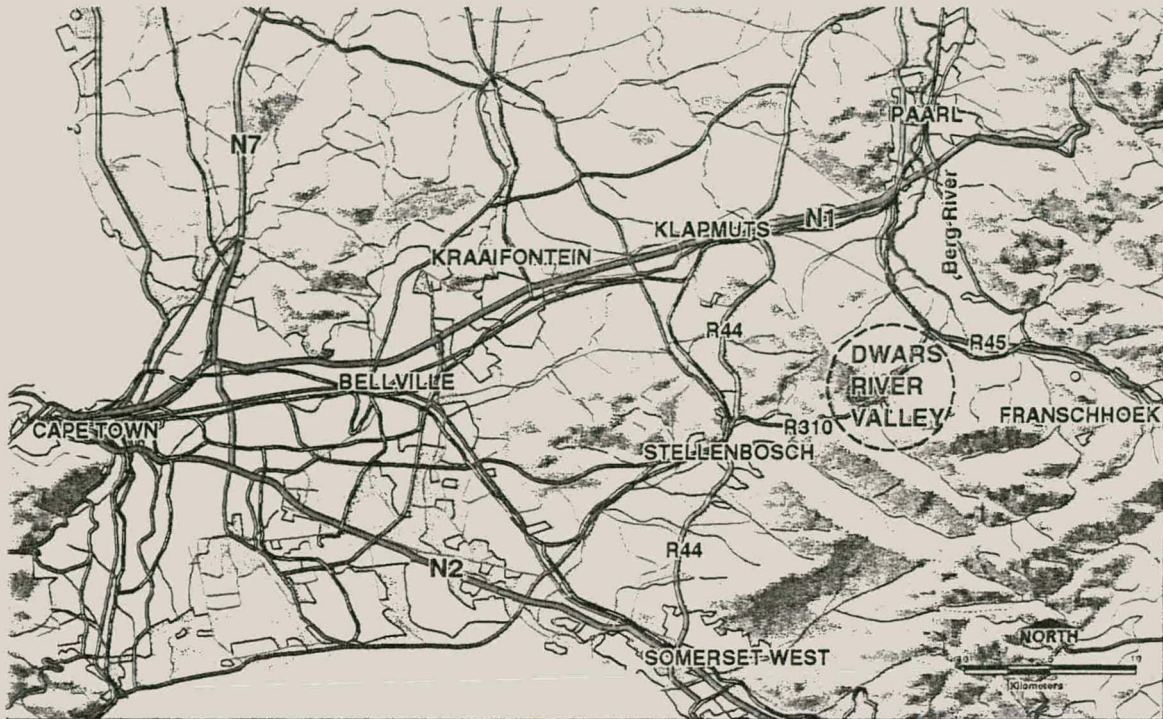 PAARL
N7
Berg-River
KLAPMUTS
N1
KRAAIFONTEIN
R44
R45
DWARS
RIVER
VALLEY
BELLVILLE
FRANSCHHOEK
CAPE TOWN
R310
STELLENBOSCH
R44
N2
NORTH
SOMERSET-WEST
10
Kilometers